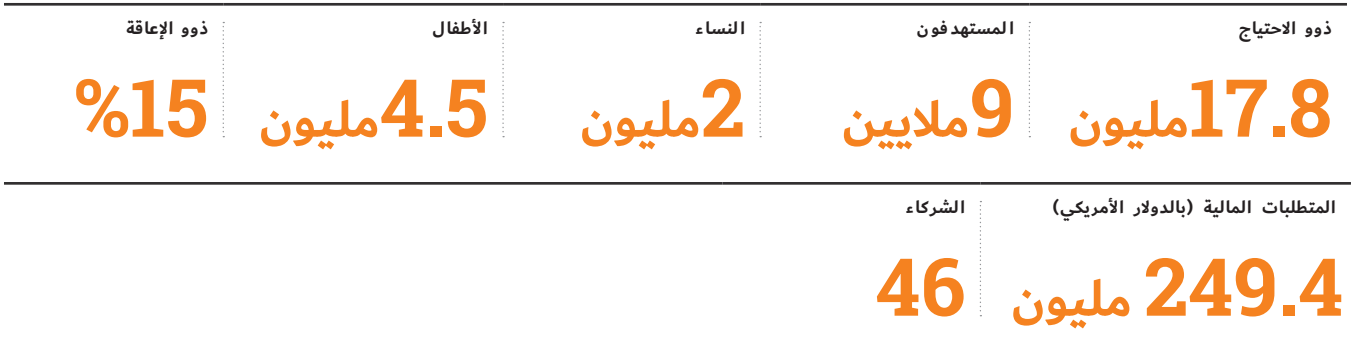 ذوو الاحتياج المستهدفون النساء الأطفال ذوو الإعاقة
17.8مليون 9ملايين 2مليون 4.5مليون 15%
المتطلبات المالية (بالدولار الأمريكي) الشركاء
249.4 مليون 46